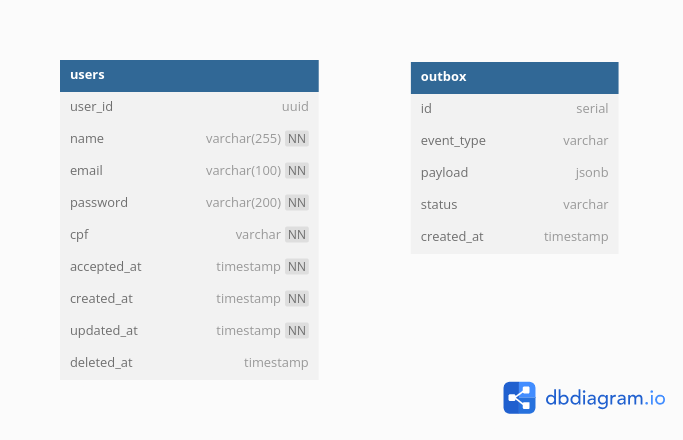 users
user_id uuid
name varchar(255) NN
email varchar(100) NN
password varchar(200) NN
cpf varchar NN
accepted_at timestamp NN
created_at timestamp NN
updated_at timestamp NN
deleted_at timestamp
outbox
id serial
event_type varchar
payload jsonb
status varchar
created_at timestamp
dbdiagram.io